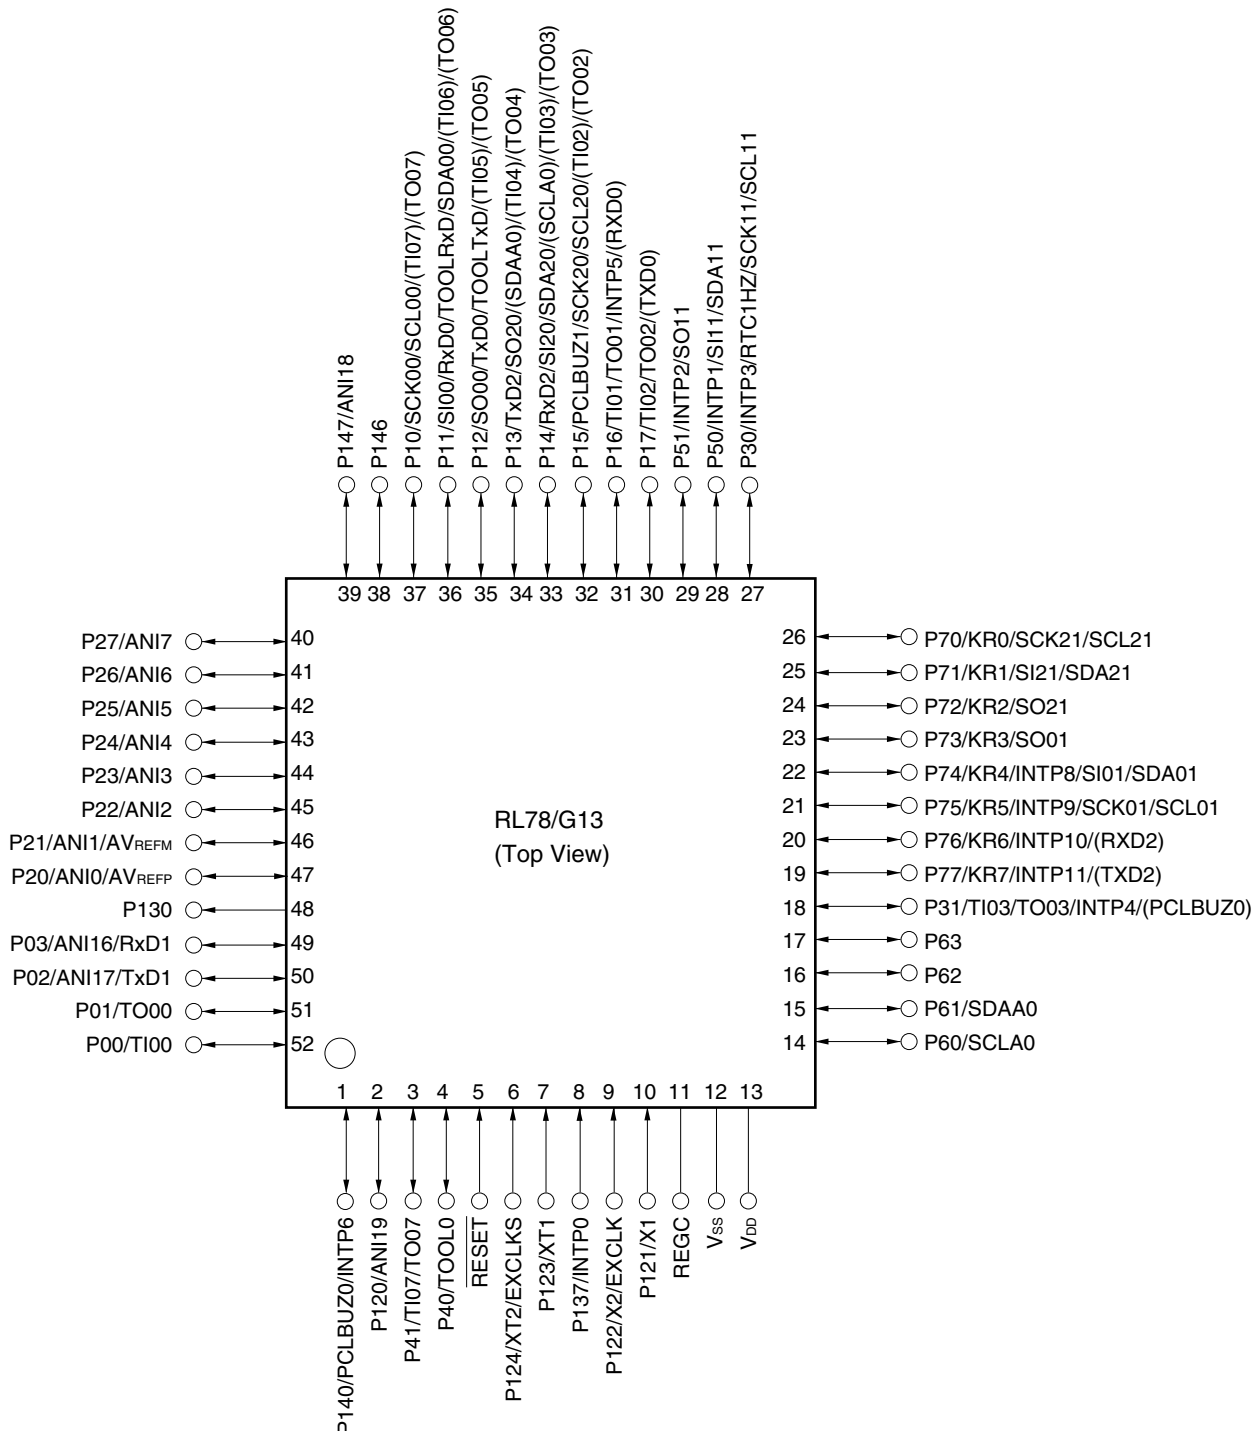 P147/ANI18
P146
P10/SCK00/SCL00/(TI07)/(TO07)
P11/SI00/RxD0/TOOLRxD/SDA00/(TI06)/(TO06)
P12/SO00/TxD0/TOOLTxD/(TI05)/(TO05)
P13/TxD2/SO20/(SDAA0)/(TI04)/(TO04)
P14/RxD2/SI20/SDA20/(SCLA0)/(TI03)/(TO03)
P15/PCLBUZ1/SCK20/SCL20/(TI02)/(TO02)
P16/TI01/TO01/INTP5/(RXD0)
P17/TI02/TO02/(TXD0)
P51/INTP2/SO11
P50/INTP1/SI11/SDA11
P30/INTP3/RTC1HZ/SCK11/SCL11
39 38 37 36 35 34 33 32 31 30 29 28 27
P27/ANI7 40
P26/ANI6 41
P25/ANI5 42
P24/ANI4 43
P23/ANI3 44
P22/ANI2 45
P21/ANI1/AVREFM 46
P20/ANI0/AVREFP 47
P130 48
P03/ANI16/RxD1 49
P02/ANI17/TxD1 50
P01/TO00 51
P00/TI00 52
RL78/G13
(Top View)
26 P70/KR0/SCK21/SCL21
25 P71/KR1/SI21/SDA21
24 P72/KR2/SO21
23 P73/KR3/SO01
22 P74/KR4/INTP8/SI01/SDA01
21 P75/KR5/INTP9/SCK01/SCL01
20 P76/KR6/INTP10/(RXD2)
19 P77/KR7/INTP11/(TXD2)
18 P31/TI03/TO03/INTP4/(PCLBUZ0)
17 P63
16 P62
15 P61/SDAA0
14 P60/SCLA0
1 2 3 4 5 6 7 8 9 10 11 12 13
P140/PCLBUZ0/INTP6
P120/ANI19
P41/TI07/TO07
P40/TOOL0
RESET
P124/XT2/EXCLKS
P123/XT1
P137/INTP0
P122/X2/EXCLK
P121/X1
REGC
VSS
VDD